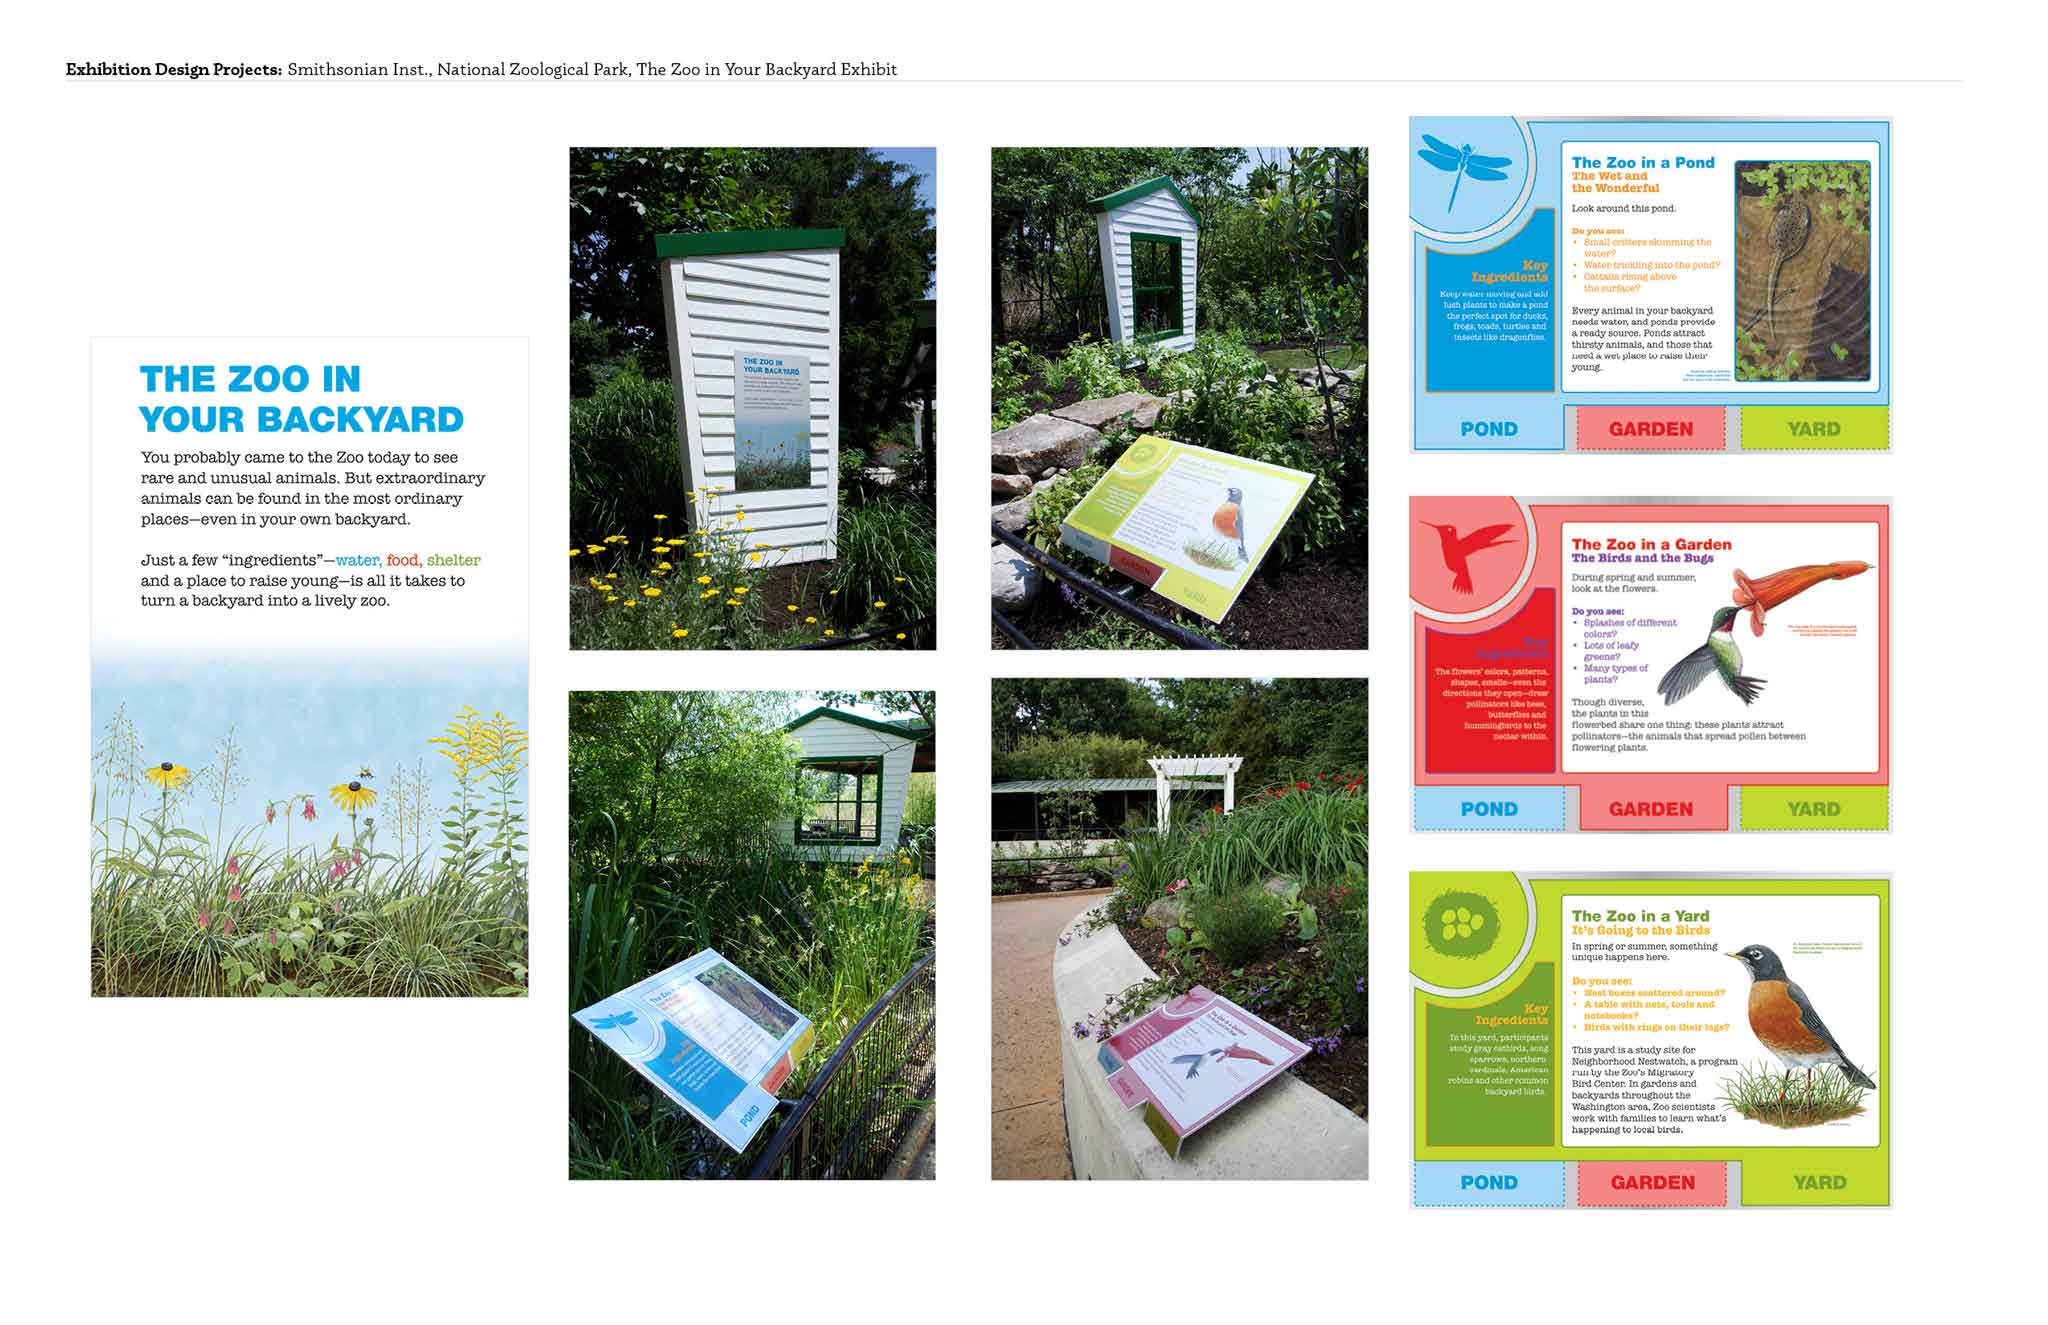 Exhibition Design Projects: Smithsonian Inst., National Zoological Park, The Zoo in Your Backyard Exhibit
THE ZOO IN
YOUR BACKYARD
You probably came to the Zoo today to see
rare and unusual animals. But extraordinary
animals can be found in the most ordinary
places—even in your own backyard.
Just a few “ingredients”—water, food, shelter
and a place to raise young—is all it takes to
turn a backyard into a lively zoo.
THE ZOO IN
YOUR BACKYARD
POND
GARDEN
YARD
The Zoo in a Pond
Key
Ingredients
POND
GARDEN
The Zoo in a Garden
GARDEN
The Zoo in a Pond
The Wet and
the Wonderful
Look around this pond.
Do you see:
• Small critters skimming the
water?
• Water trickling into the pond?
• Cattails rising above
the surface?
Every animal in your backyard
needs water, and ponds provide
a ready source. Ponds attract
thirsty animals, and those that
need a wet place to raise their
young.
Key
Ingredients
Keep water moving and add
lush plants to make a pond
the perfect spot for ducks,
frogs, toads, turtles and
insects like dragonflies.
POND
GARDEN
YARD
The Zoo in a Garden
The Birds and the Bugs
During spring and summer,
look at the flowers.
Do you see:
• Splashes of different
colors?
• Lots of leafy
greens?
• Many types of
plants?
Though diverse,
the plants in this
flowerbed share one thing: these plants attract
pollinators—the animals that spread pollen between
flowering plants.
Key
Ingredients
The flowers’ colors, patterns,
shapes, smells—even the
directions they open—draw
pollinators like bees,
butterflies and
hummingbirds to the
nectar within.
POND
GARDEN
YARD
The Zoo in a Yard
It’s Going to the Birds
In spring or summer, something
unique happens here.
Do you see:
• Nest boxes scattered around?
• A table with nets, tools and
notebooks?
• Birds with rings on their legs?
This yard is a study site for
Neighborhood Nestwatch, a program
run by the Zoo’s Migratory
Bird Center. In gardens and
backyards throughout the
Washington area, Zoo scientists
work with families to learn what’s
happening to local birds.
Key
Ingredients
In this yard, participants
study gray catbirds, song
sparrows, northern
cardinals, American
robins and other common
backyard birds.
POND
GARDEN
YARD